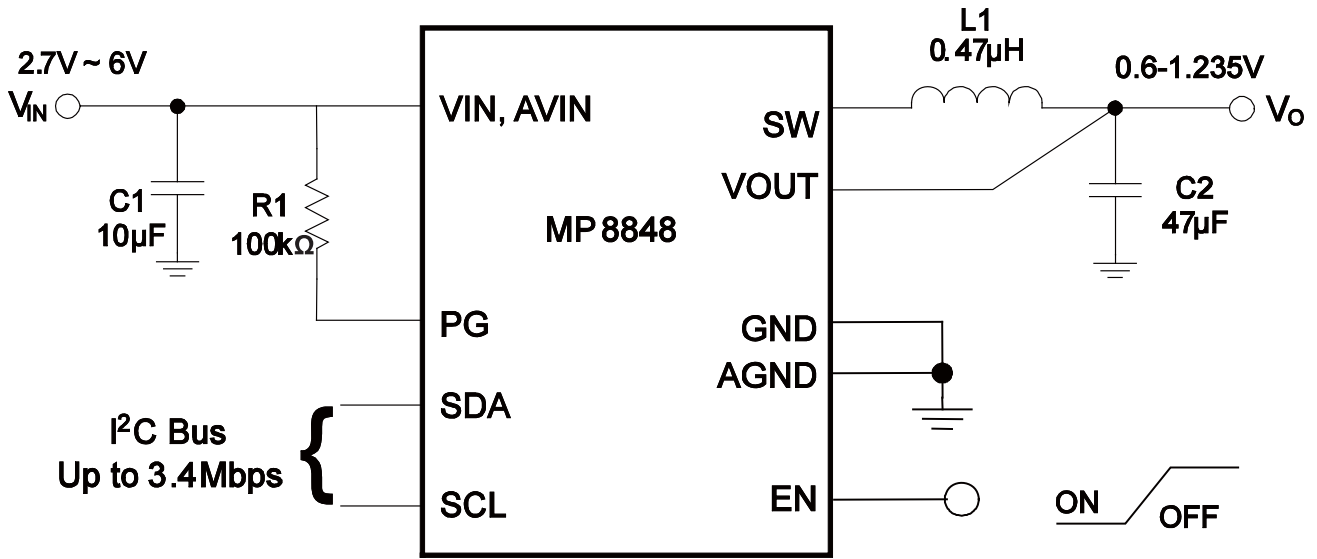 2.7V ~ 6V
VIN
C1
10µF
R1
100kΩ
VIN, AVIN
PG
SDA
SCL
I²C Bus
Up to 3.4Mbps
MP8848
SW
VOUT
GND
AGND
EN
L1
0.47µH
0.6-1.235V
VO
C2
47µF
ON
OFF